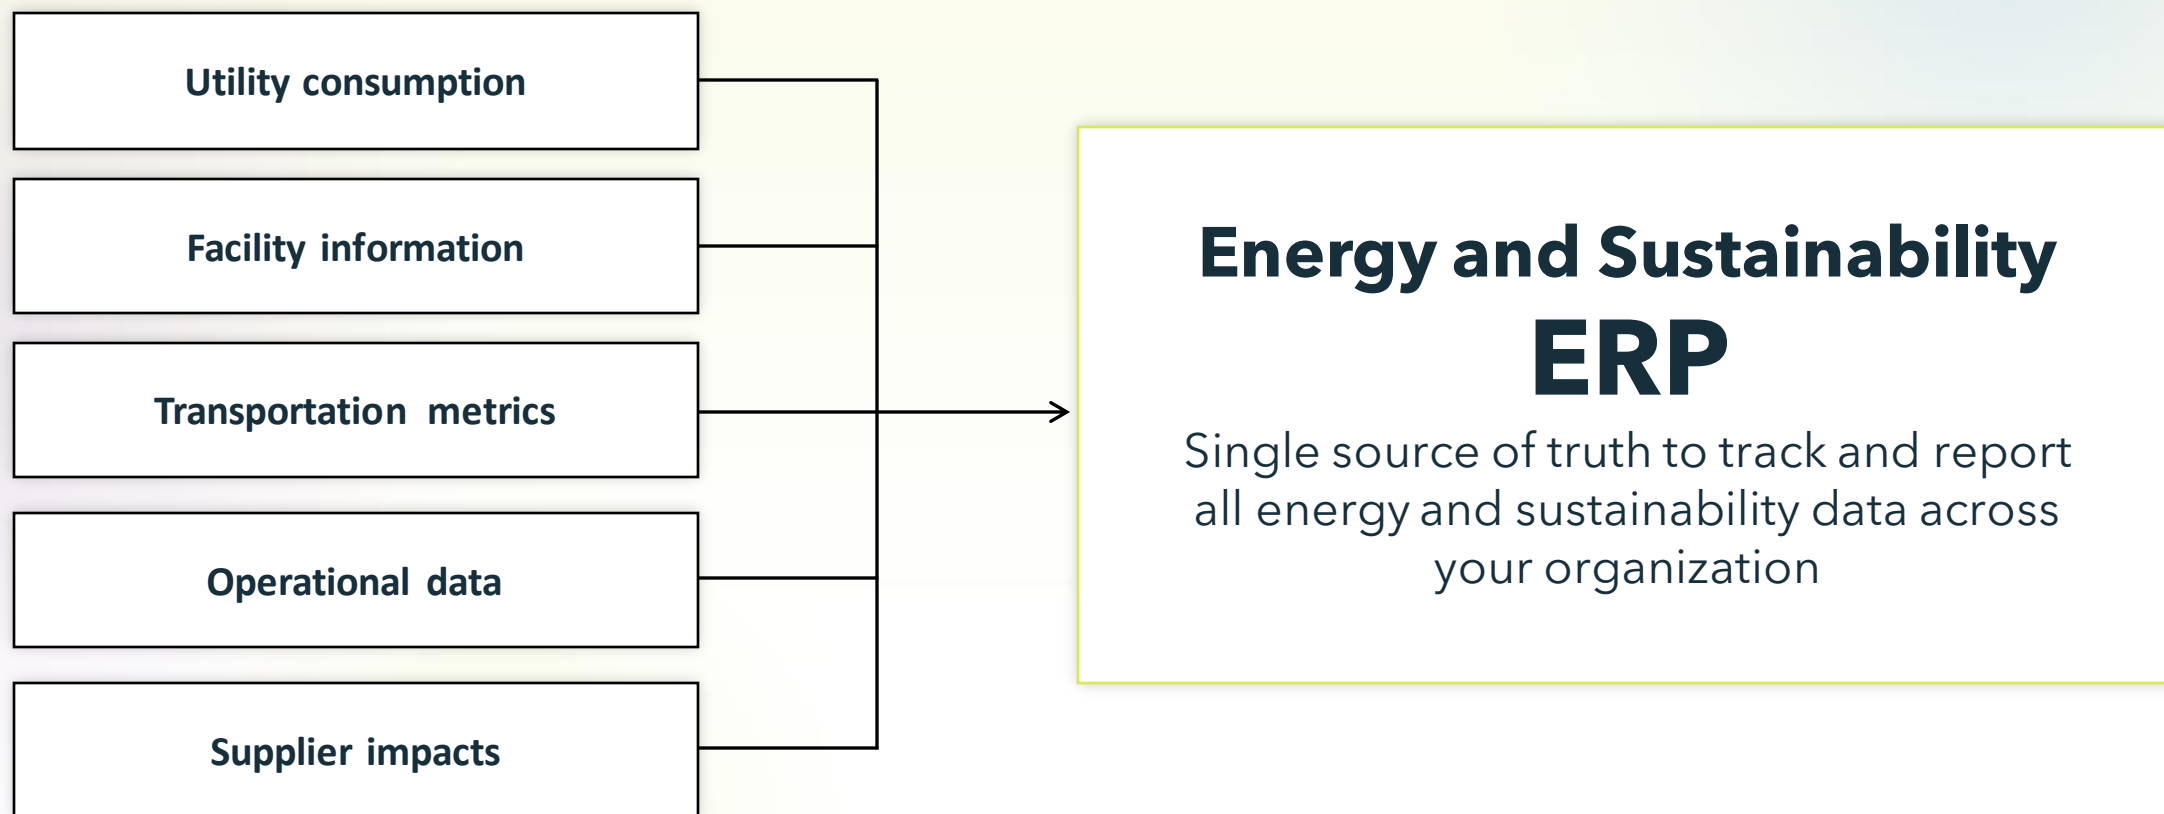 Utility consumption
Facility information
Transportation metrics
Operational data
Supplier impacts
Energy and Sustainability
ERP
Single source of truth to track and report
all energy and sustainability data across
your organization